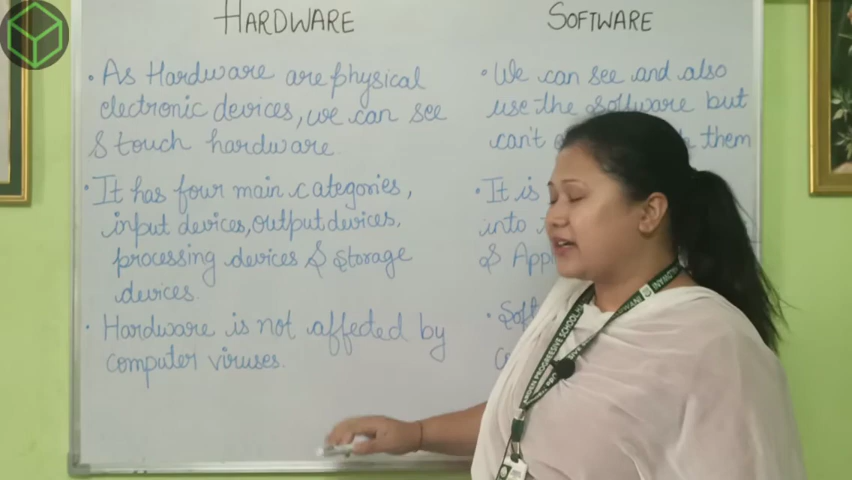 HARDWARE
• As Hardware are physical
electronic devices, we can see
& touch hardware
• It has four main categories,
input devices, output devices,
processing devices & storage
devices.
• Hardware is not affected by
computer viruses.
SOFTWARE
• We can see and also
use the software but
can't them
• It is
into
& App
• Soft